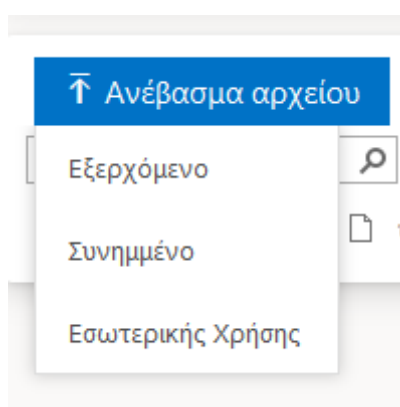 Ανέβασμα αρχείου
Εξερχόμενο
Συνημμένο
Εσωτερικής Χρήσης